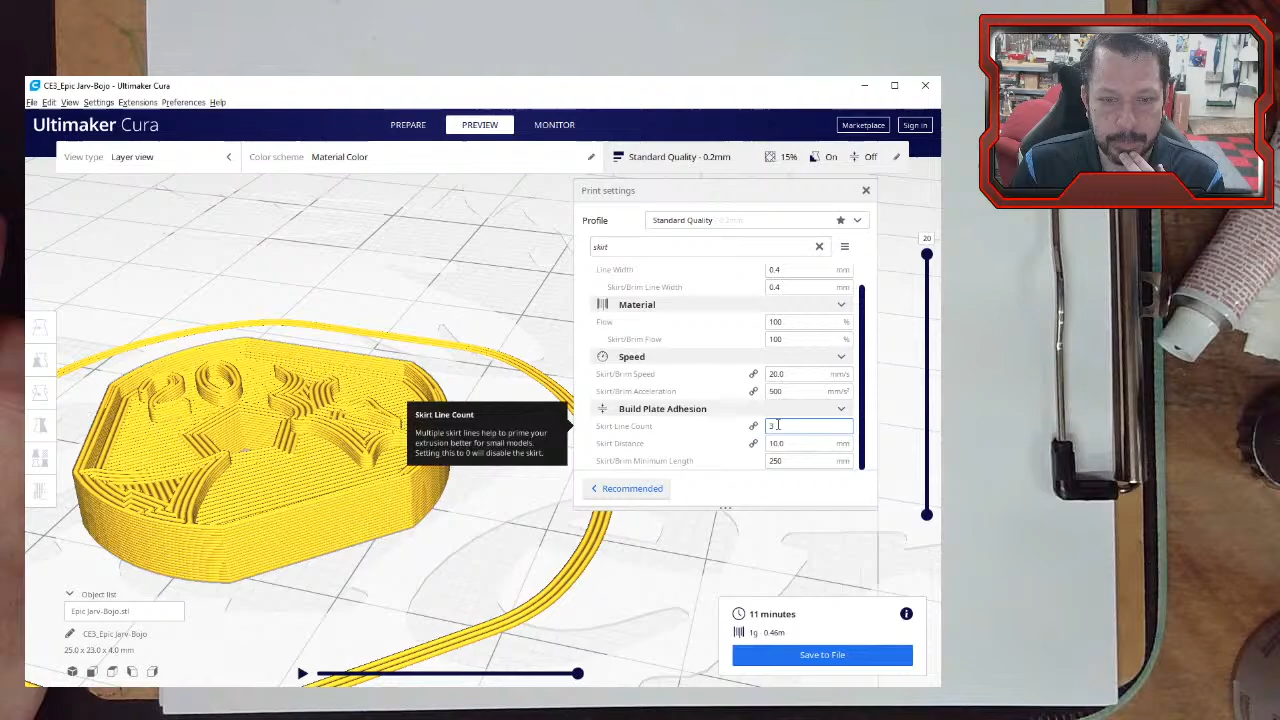 CE3_Epic Jarv-Bojo - Ultimaker Cura
File Edit View Settings Extensions Preferences Help
Ultimaker Cura
PREPARE PREVIEW MONITOR
Marketplace Sign in
View type Layer view
Color scheme Material Color
Standard Quality - 0.2mm 15% On Off
Print settings
Profile Standard Quality - 0.2mm
skirt
Line Width 0.4 mm
Skirt/Brim Line Width 0.4 mm
Material
Flow 100 %
Skirt/Brim Flow 100 %
Speed
Skirt/Brim Speed 20.0 mm/s
Skirt/Brim Acceleration 500 mm/s²
Build Plate Adhesion
Skirt Line Count 3
Skirt Distance 10.0 mm
Skirt/Brim Minimum Length 250 mm
Recommended
Skirt Line Count
Multiple skirt lines help to prime your
extrusion better for small models.
Setting this to 0 will disable the skirt.
20
Object list
Epic Jarv-Bojo.stl
CE3_Epic Jarv-Bojo
25.0 x 23.0 x 4.0 mm
11 minutes
1g · 0.46m
Save to File